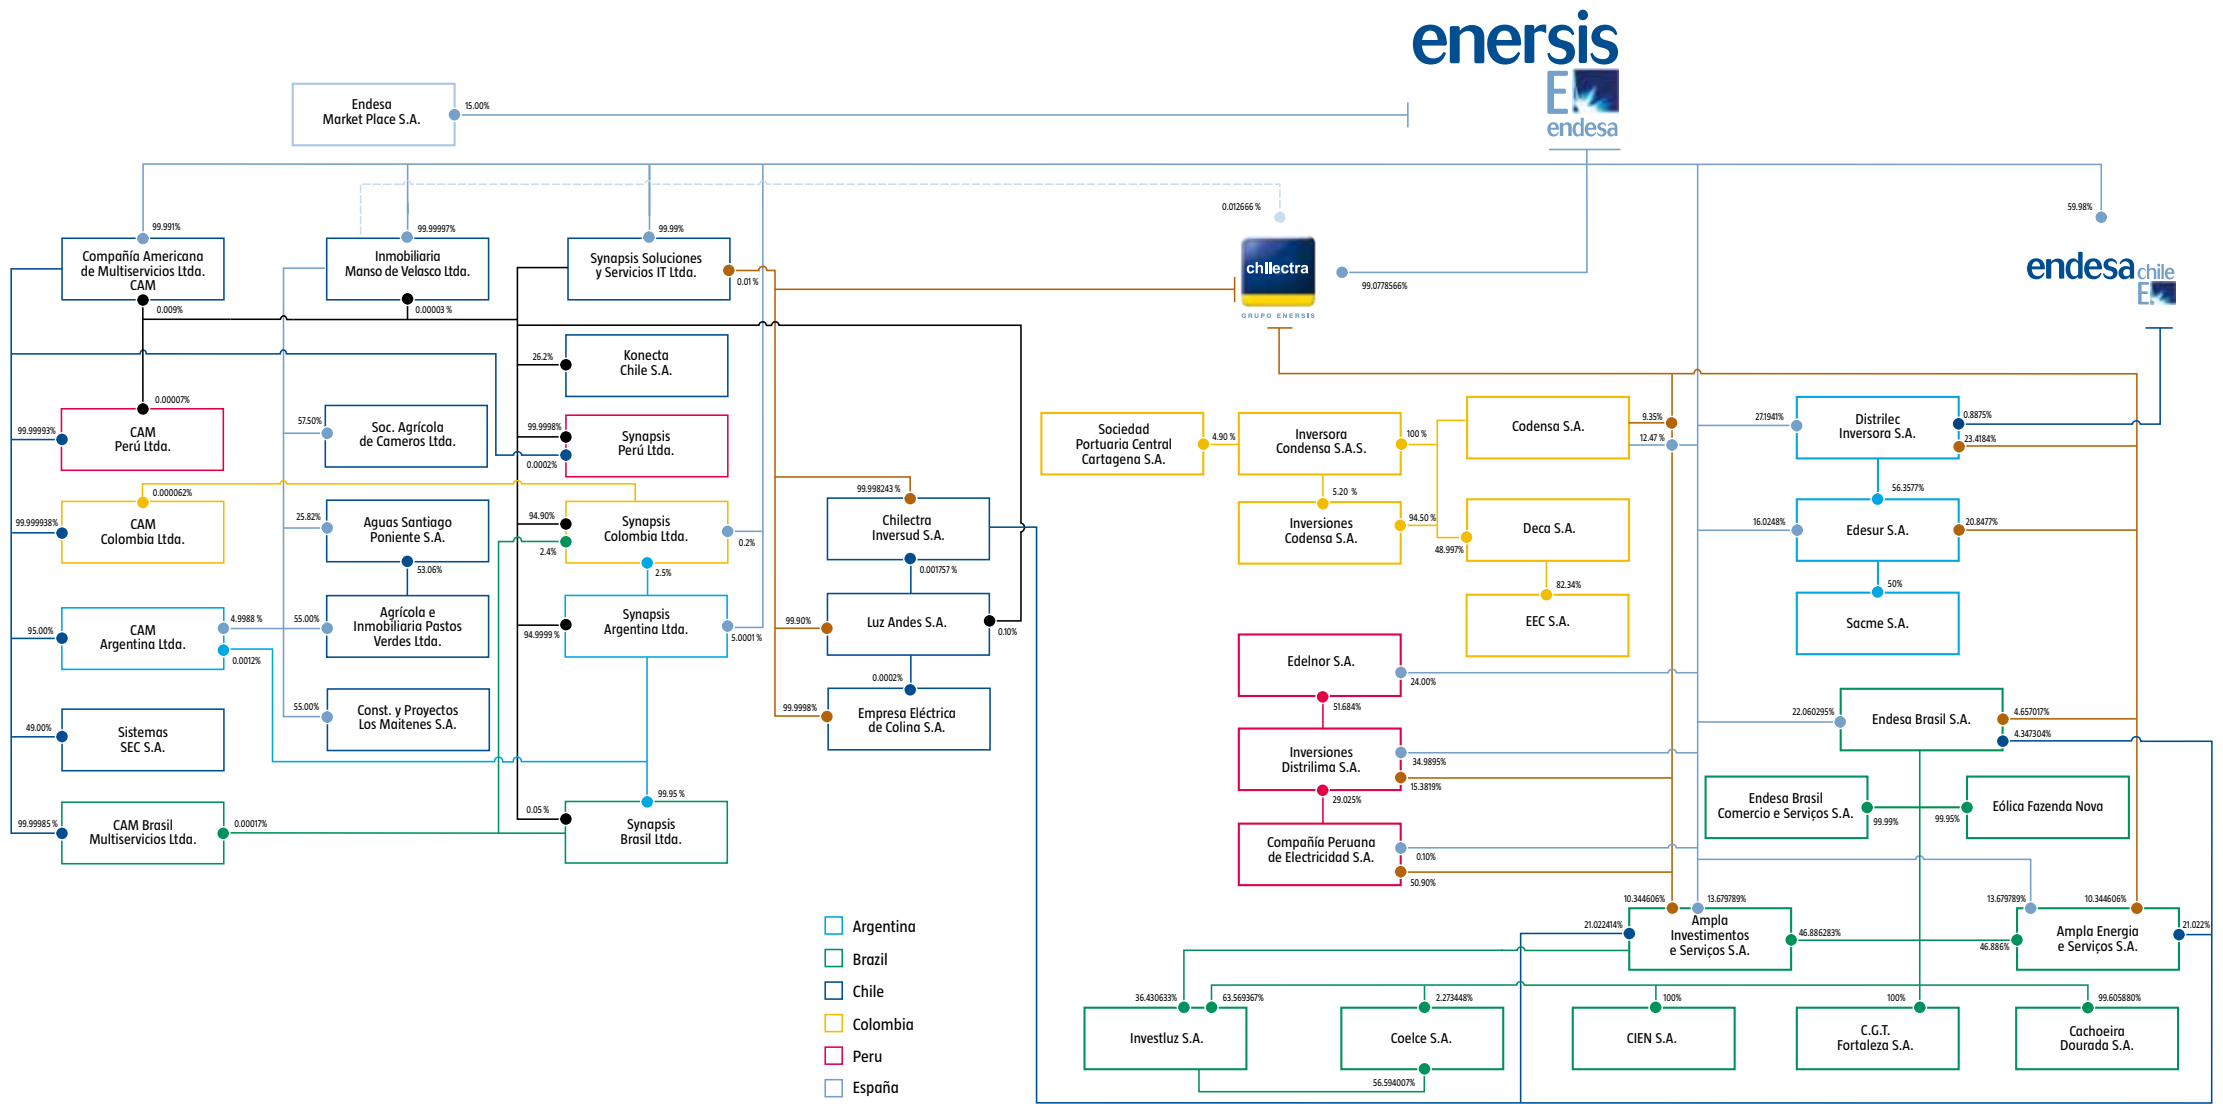 enersis
endesa
Endesa
Market Place S.A.
15.00%
99.991%
99.99997%
99.99%
0.012666 %
59.98%
Compañía Americana
de Multiservicios Ltda.
CAM
Inmobiliaria
Manso de Velasco Ltda.
Synapsis Soluciones
y Servicios IT Ltda.
0.01 %
chilectra
GRUPO ENERSIS
99.0778566%
endesa chile
0.009%
0.00003 %
26.2%
Konecta
Chile S.A.
0.00007%
99.99993%
CAM
Perú Ltda.
57.50%
Soc. Agrícola
de Cameros Ltda.
99.9998%
0.0002%
Synapsis
Perú Ltda.
Sociedad
Portuaria Central
Cartagena S.A.
4.90 %
Inversora
Condensa S.A.S.
100 %
Codensa S.A.
9.35%
12.47 %
27.1941%
Distrilec
Inversora S.A.
0.8875%
23.4184%
0.000062%
99.999938%
CAM
Colombia Ltda.
25.82%
Aguas Santiago
Poniente S.A.
53.06%
94.90%
2.4%
Synapsis
Colombia Ltda.
0.2%
2.5%
99.998243 %
Chilectra
Inversud S.A.
0.001757 %
5.20 %
Inversiones
Codensa S.A.
94.50 %
48.997%
Deca S.A.
82.34%
56.3577%
16.0248%
Edesur S.A.
20.8477%
50%
95.00%
CAM
Argentina Ltda.
4.9988 %
0.0012%
55.00%
Agrícola e
Inmobiliaria Pastos
Verdes Ltda.
94.9999 %
Synapsis
Argentina Ltda.
5.0001 %
99.90%
Luz Andes S.A.
0.10%
0.0002%
EEC S.A.
Sacme S.A.
Edelnor S.A.
24.00%
51.684%
49.00%
Sistemas
SEC S.A.
55.00%
Const. y Proyectos
Los Maitenes S.A.
99.9998%
Empresa Eléctrica
de Colina S.A.
Inversiones
Distrilima S.A.
34.9895%
15.3819%
29.025%
22.060295%
Endesa Brasil S.A.
4.657017%
4.347304%
Endesa Brasil
Comercio e Serviços S.A.
99.99%
99.95%
Eólica Fazenda Nova
99.99985 %
CAM Brasil
Multiservicios Ltda.
0.00017%
0.05 %
99.95 %
Synapsis
Brasil Ltda.
Compañía Peruana
de Electricidad S.A.
0.10%
50.90%
10.344606%
13.679789%
21.022414%
Ampla
Investimentos
e Serviços S.A.
46.886283%
13.679789%
10.344606%
46.886%
Ampla Energia
e Serviços S.A.
21.022%
36.430633%
63.569367%
Investluz S.A.
2.273448%
Coelce S.A.
56.594007%
100%
CIEN S.A.
100%
C.G.T.
Fortaleza S.A.
99.605880%
Cachoeira
Dourada S.A.
Argentina
Brazil
Chile
Colombia
Peru
España